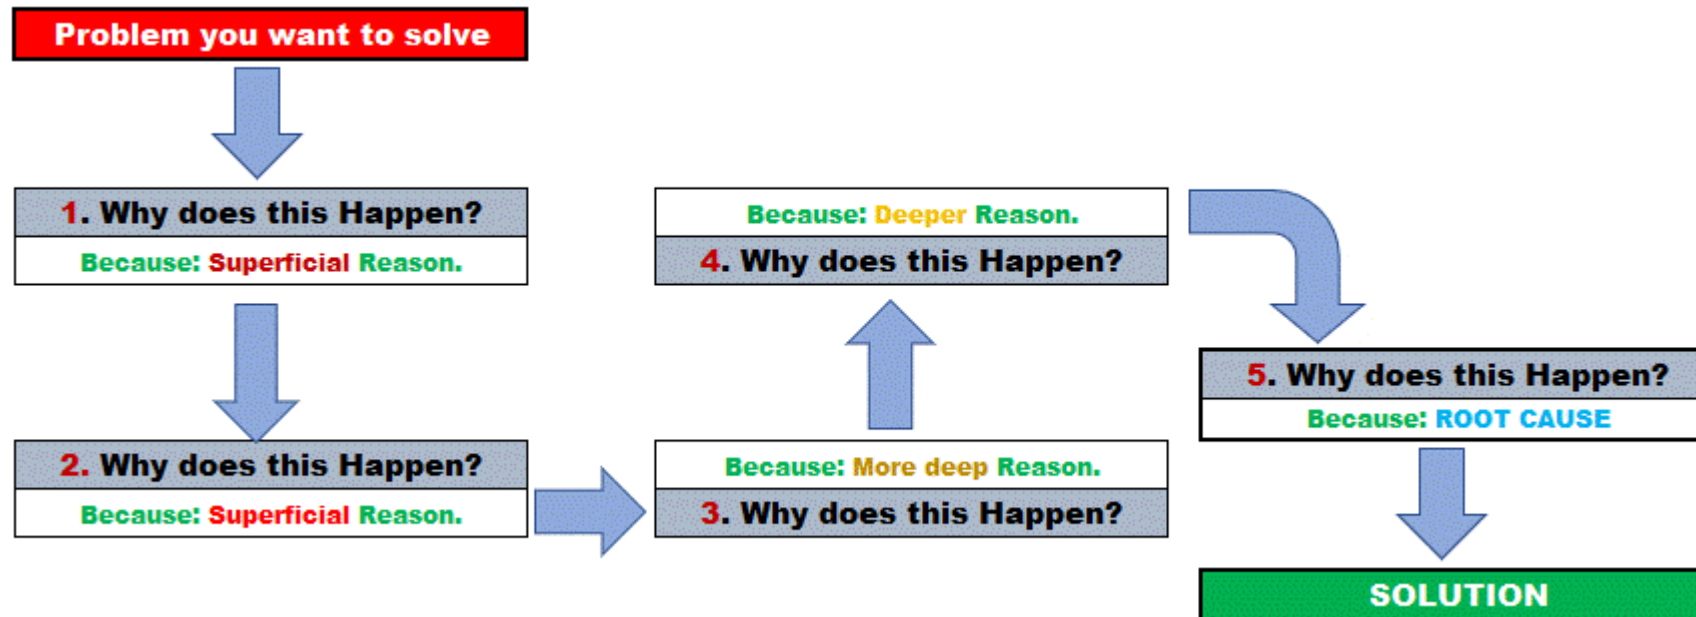 Problem you want to solve
1. Why does this Happen?
Because: Superficial Reason.
2. Why does this Happen?
Because: Superficial Reason.
Because: More deep Reason.
3. Why does this Happen?
Because: Deeper Reason.
4. Why does this Happen?
5. Why does this Happen?
Because: ROOT CAUSE
SOLUTION